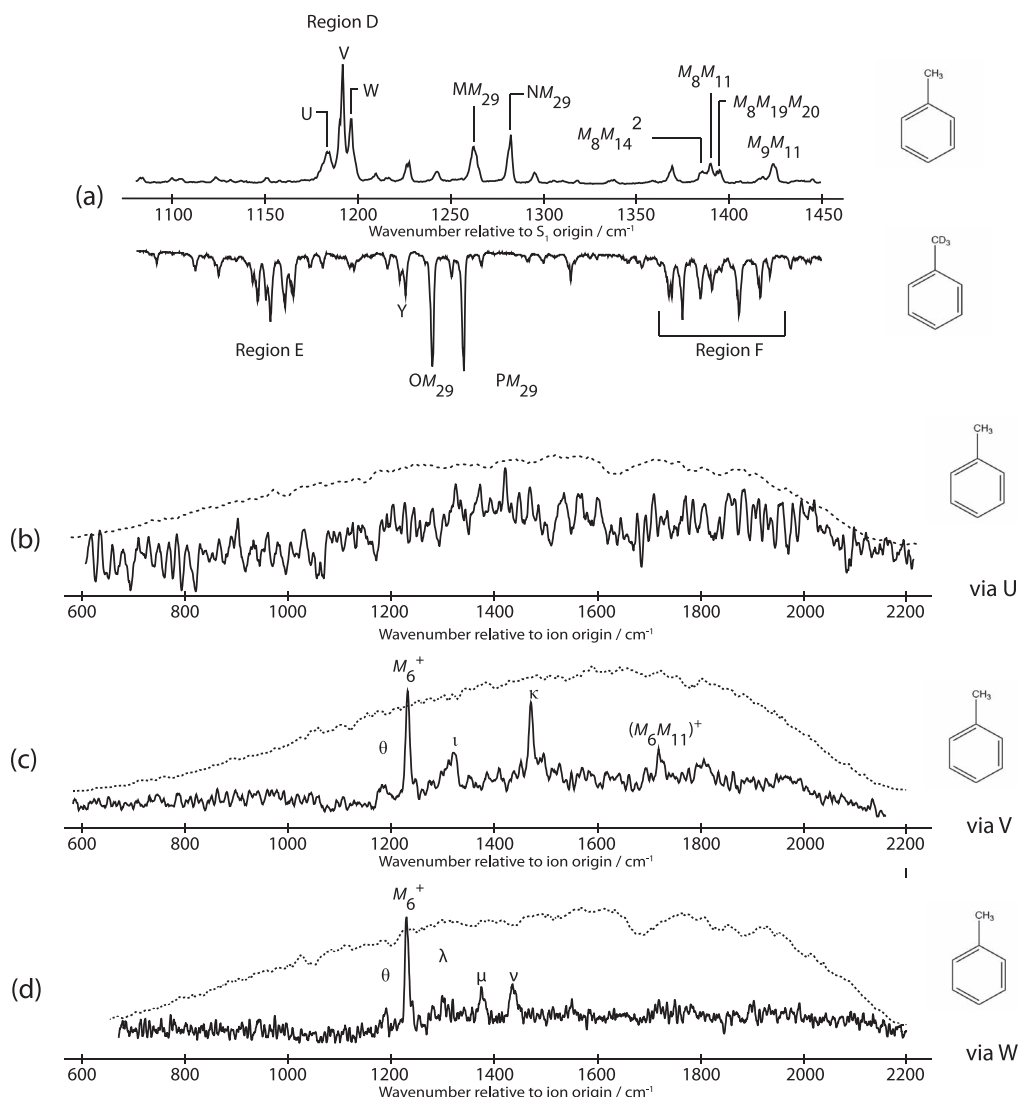 Region D
V
W
U
MM₂₉
NM₂₉
M₈M₁₁
M₈M₁₉M₂₀
M₈M₁₄²
M₉M₁₁
CH₃
(a)
1100 1150 1200 1250 1300 1350 1400 1450
Wavenumber relative to S₁ origin / cm⁻¹
CD₃
Y
Region E
Region F
OM₂₉
PM₂₉
CH₃
(b)
via U
600 800 1000 1200 1400 1600 1800 2000 2200
Wavenumber relative to ion origin / cm⁻¹
M₆⁺
κ
θ
ι
(M₆M₁₁)⁺
CH₃
(c)
via V
600 800 1000 1200 1400 1600 1800 2000 2200
Wavenumber relative to ion origin / cm⁻¹
M₆⁺
θ
λ
μ
ν
CH₃
(d)
via W
600 800 1000 1200 1400 1600 1800 2000 2200
Wavenumber relative to ion origin / cm⁻¹